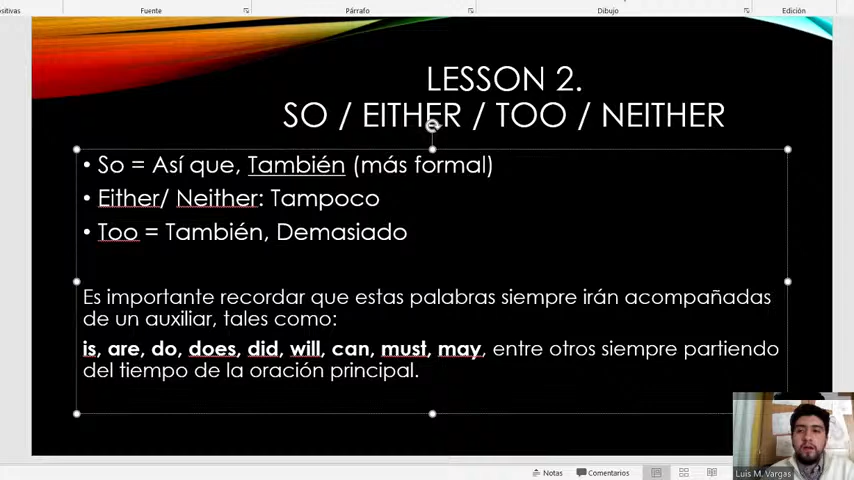 ositivas Fuente Párrafo Dibujo Edición
LESSON 2.
SO / EITHER / TOO / NEITHER
• So = Así que, También (más formal)
• Either/ Neither: Tampoco
• Too = También, Demasiado
Es importante recordar que estas palabras siempre irán acompañadas
de un auxiliar, tales como:
is, are, do, does, did, will, can, must, may, entre otros siempre partiendo
del tiempo de la oración principal.
Luis M. Vargas
Notas Comentarios